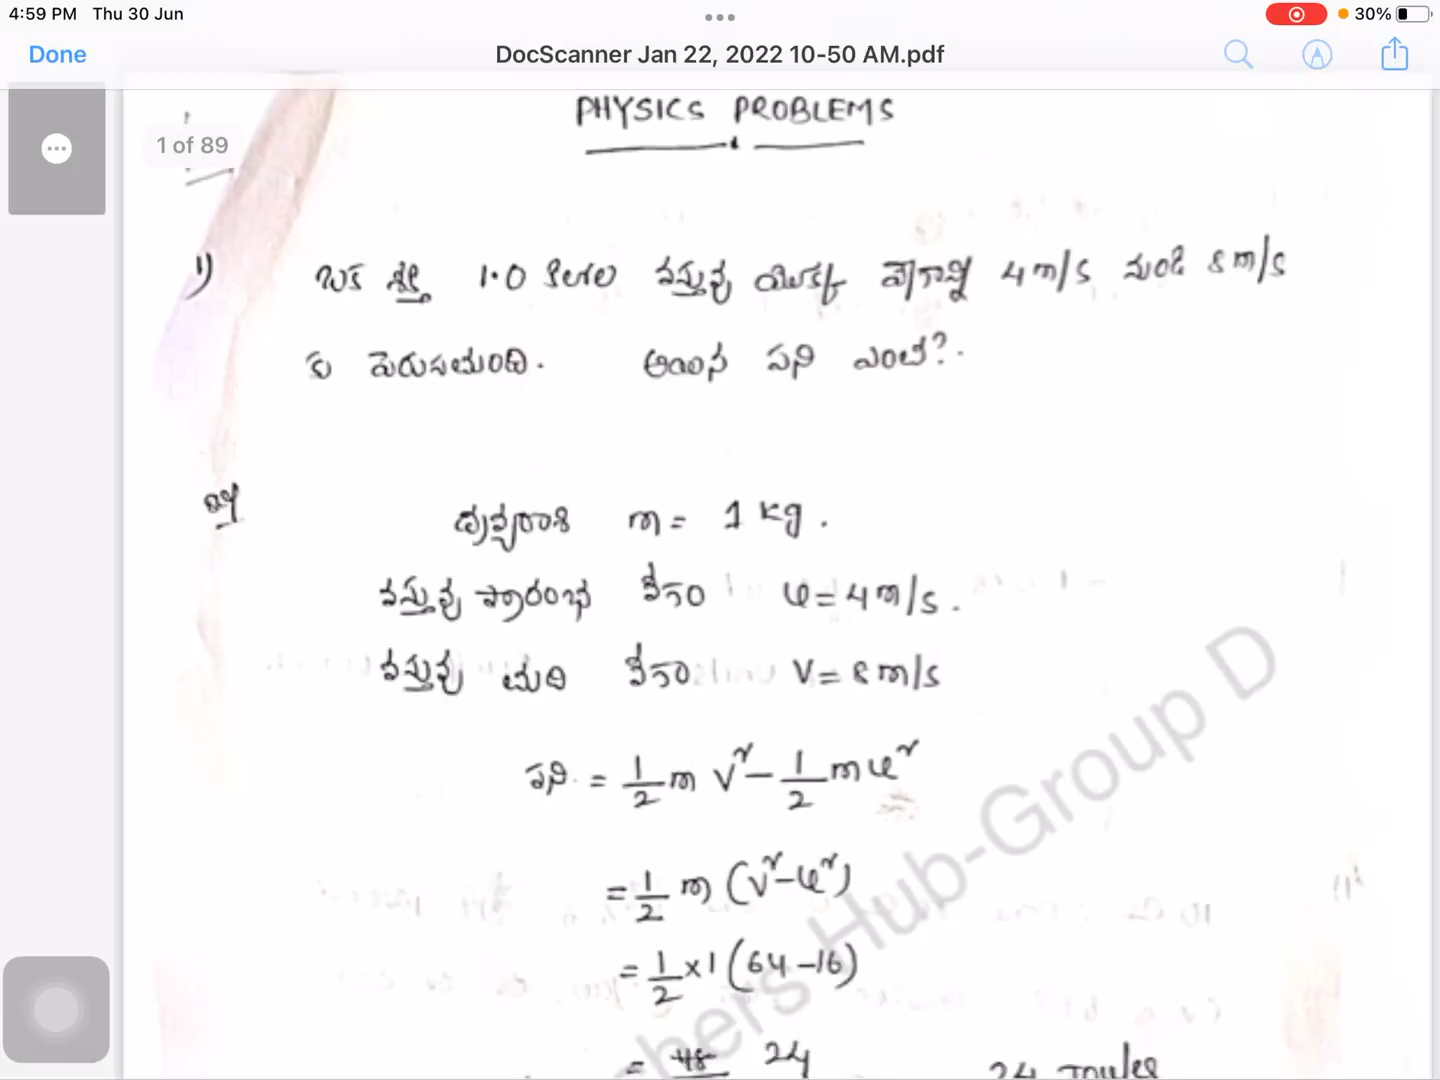 4:59 PM Thu 30 Jun
30%
Done
DocScanner Jan 22, 2022 10-50 AM.pdf
1 of 89
PHYSICS PROBLEMS
1) ఒక శక్తి 1.0 కిలోల వస్తువు యొక్క వేగాన్ని 4 m/s నుండి 8 m/s
కు పెరుగుతుంది. అయిన పని ఎంత?.
ద్రవ్యరాశి m = 1 kg.
వస్తువు ప్రారంభ వేగం u = 4 m/s.
వస్తువు తుది వేగం V = 8 m/s
పని = 1/2 m V² - 1/2 m u²
= 1/2 m (V² - u²)
= 1/2 x 1 (64 - 16)
= 48 24 24 Joules
Hub-Group D